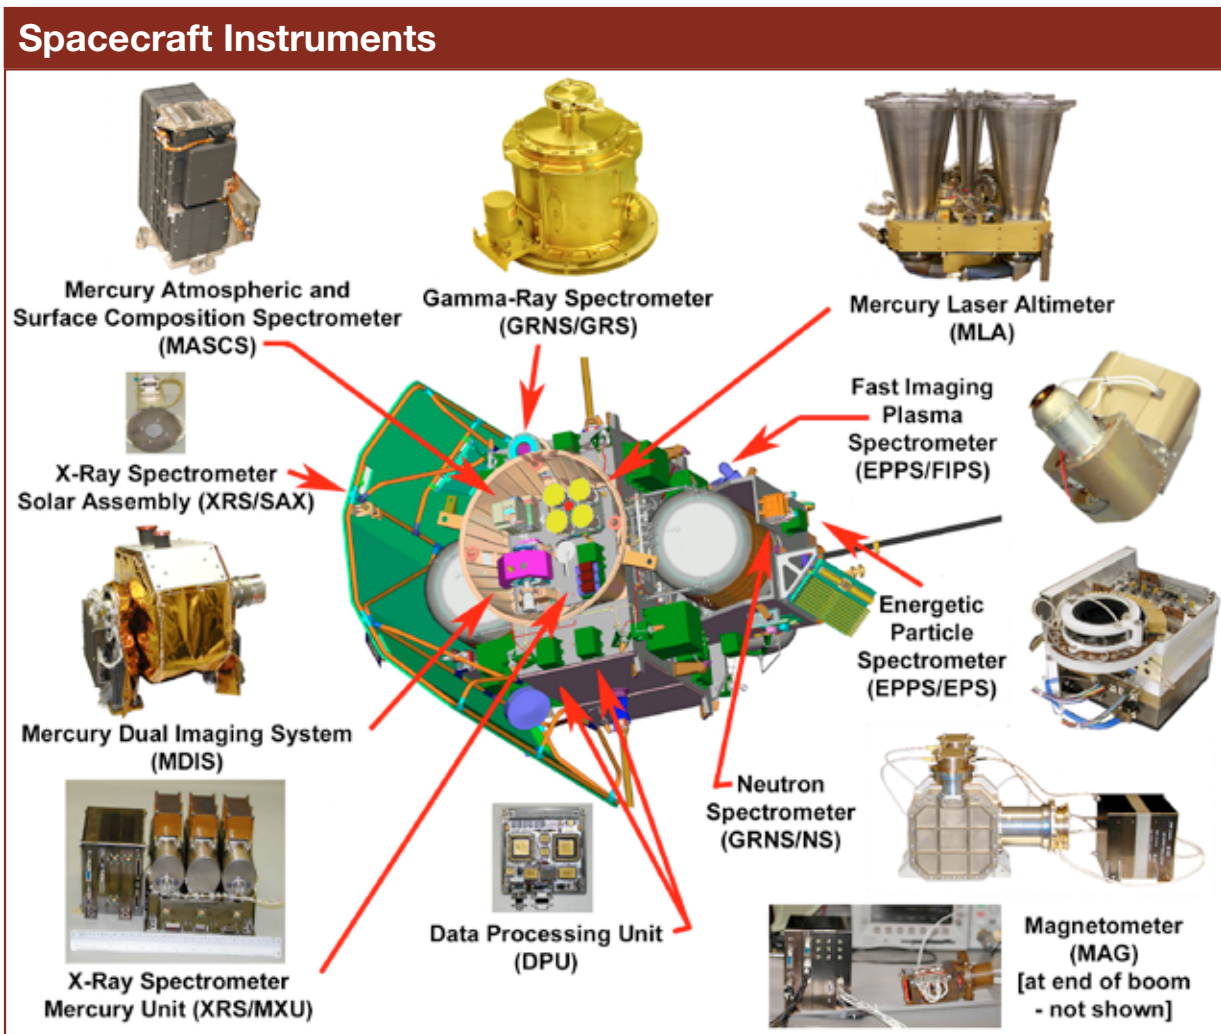 Spacecraft Instruments
Mercury Atmospheric and
Surface Composition Spectrometer
(MASCS)
Gamma-Ray Spectrometer
(GRNS/GRS)
Mercury Laser Altimeter
(MLA)
X-Ray Spectrometer
Solar Assembly (XRS/SAX)
Fast Imaging
Plasma
Spectrometer
(EPPS/FIPS)
Mercury Dual Imaging System
(MDIS)
Energetic
Particle
Spectrometer
(EPPS/EPS)
Neutron
Spectrometer
(GRNS/NS)
X-Ray Spectrometer
Mercury Unit (XRS/MXU)
Data Processing Unit
(DPU)
Magnetometer
(MAG)
[at end of boom
- not shown]